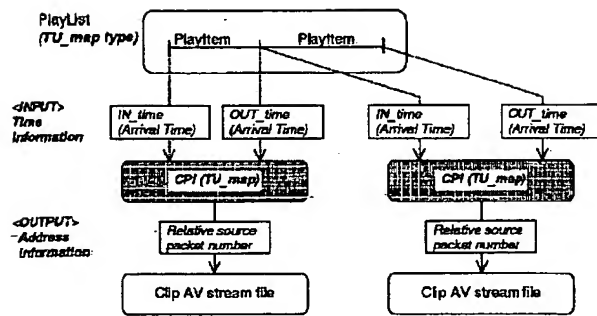 PlayList
(TU_map type)
PlayItem
PlayItem
<INPUT>
Time
Information
IN_time
(Arrival Time)
OUT_time
(Arrival Time)
IN_time
(Arrival Time)
OUT_time
(Arrival Time)
CPI (TU_map)
CPI (TU_map)
<OUTPUT>
Address
Information
Relative source
packet number
Relative source
packet number
Clip AV stream file
Clip AV stream file